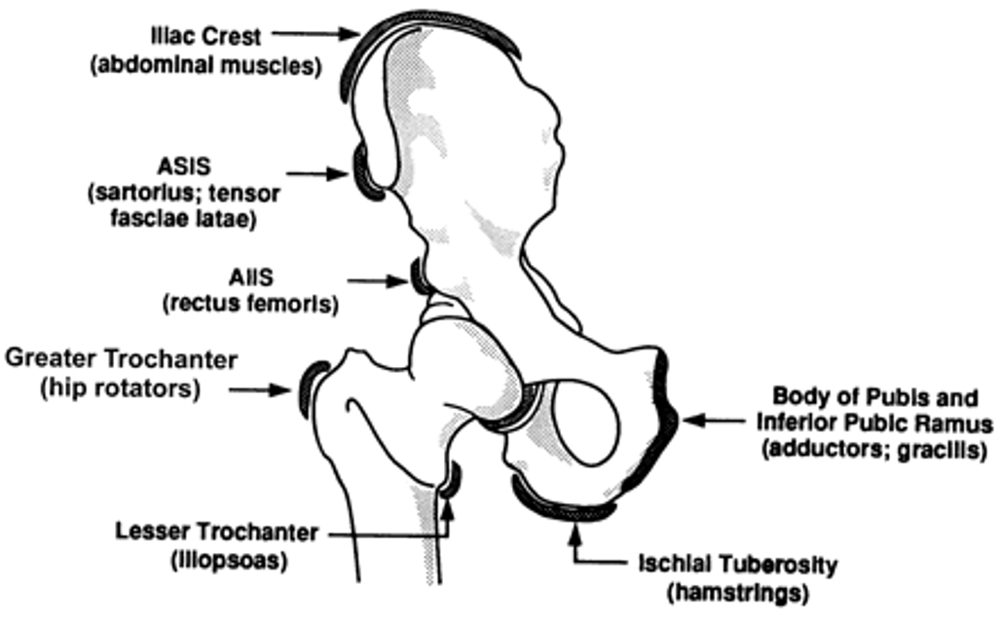 Iliac Crest
(abdominal muscles)
ASIS
(sartorius; tensor
fasciae latae)
AIIS
(rectus femoris)
Greater Trochanter
(hip rotators)
Body of Pubis and
Inferior Pubic Ramus
(adductors; gracilis)
Lesser Trochanter
(iliopsoas)
Ischial Tuberosity
(hamstrings)